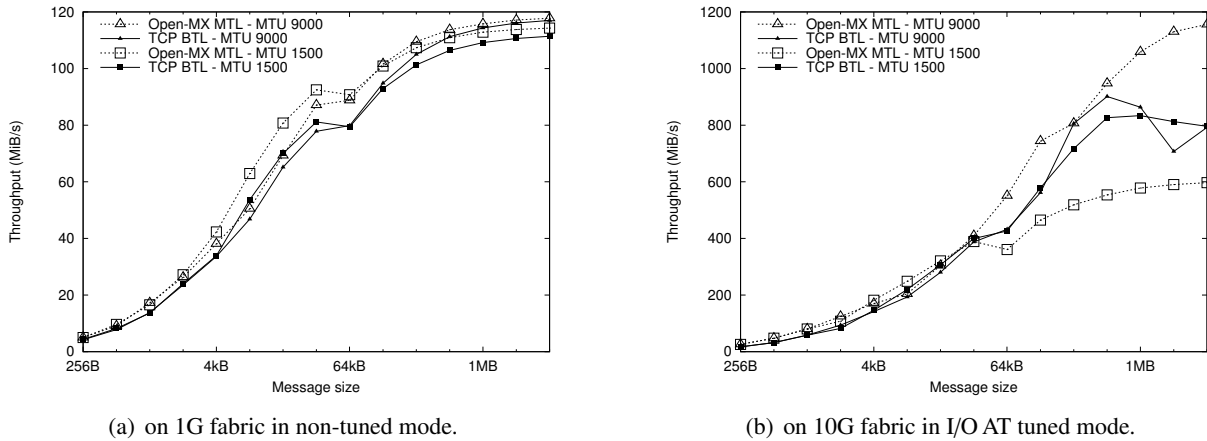 120
100
80
60
40
20
0
Throughput (MiB/s)
Open-MX MTL - MTU 9000
TCP BTL - MTU 9000
Open-MX MTL - MTU 1500
TCP BTL - MTU 1500
256B
4kB
64kB
1MB
Message size
(a) on 1G fabric in non-tuned mode.
1200
1000
800
600
400
200
0
Throughput (MiB/s)
Open-MX MTL - MTU 9000
TCP BTL - MTU 9000
Open-MX MTL - MTU 1500
TCP BTL - MTU 1500
256B
4kB
64kB
1MB
Message size
(b) on 10G fabric in I/O AT tuned mode.